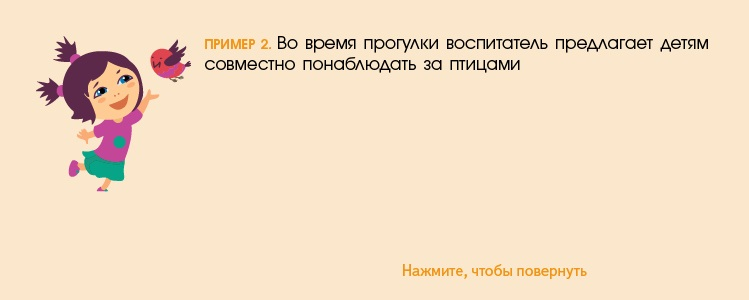 ПРИМЕР 2. Во время прогулки воспитатель предлагает детям
совместно понаблюдать за птицами
Нажмите, чтобы повернуть